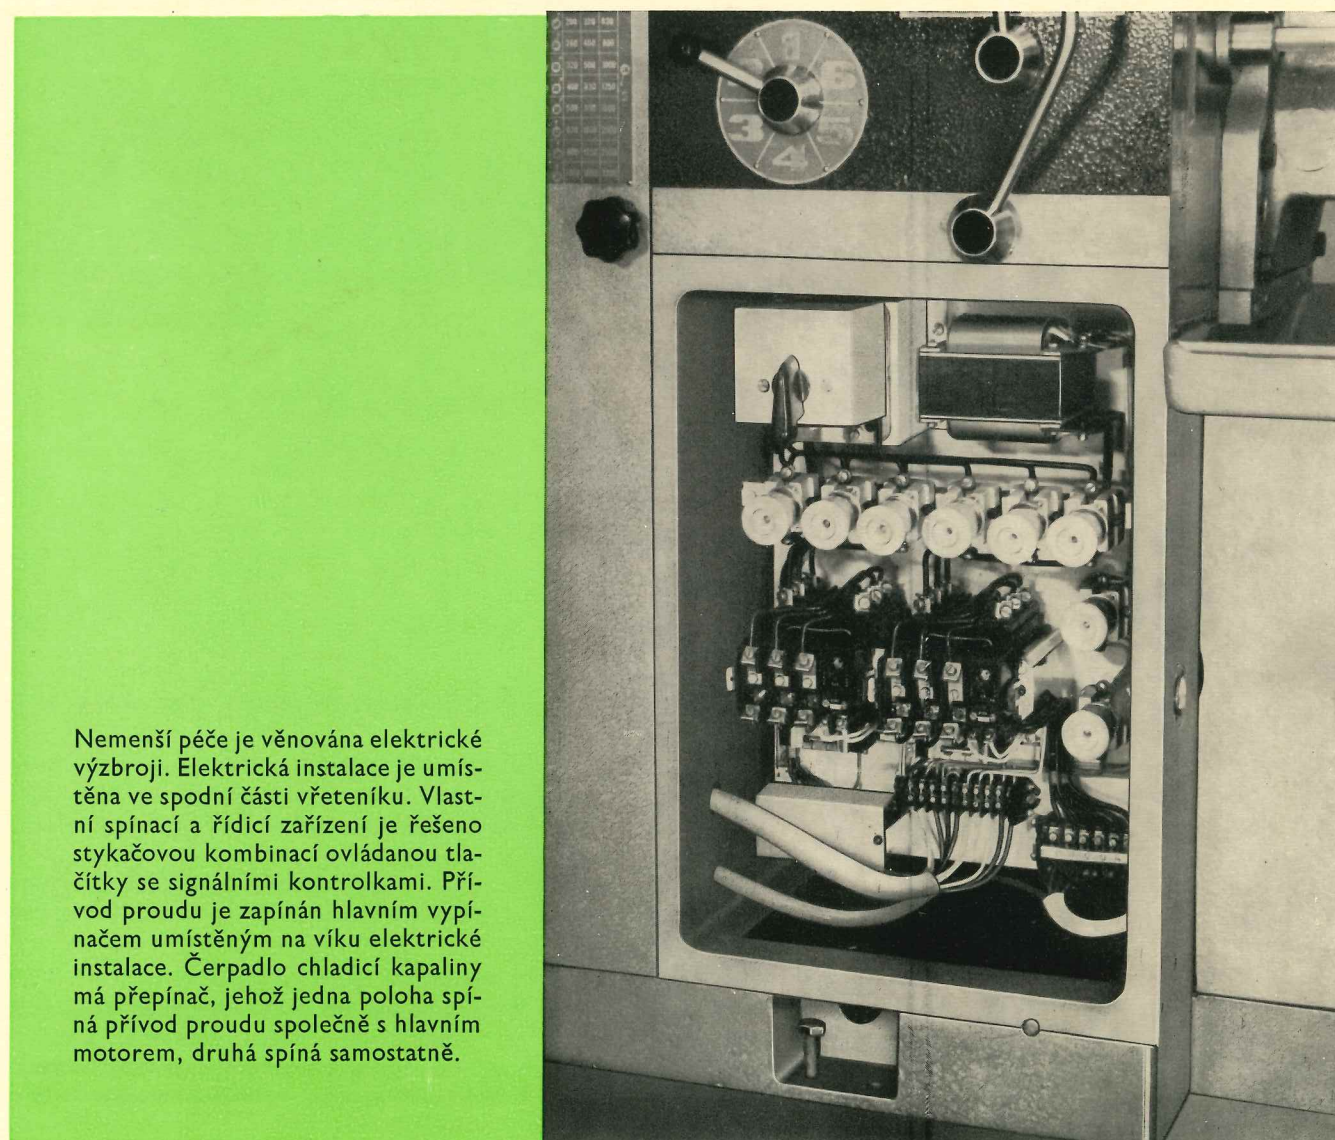 Nemenší péče je věnována elektrické
výzbroji. Elektrická instalace je umís-
těna ve spodní části vřeteníku. Vlast-
ní spínací a řídicí zařízení je řešeno
stykačovou kombinací ovládanou tla-
čítky se signálními kontrolkami. Pří-
vod proudu je zapínán hlavním vypí-
načem umístěným na víku elektrické
instalace. Čerpadlo chladicí kapaliny
má přepínač, jehož jedna poloha spí-
ná přívod proudu společně s hlavním
motorem, druhá spíná samostatně.
6
3
4